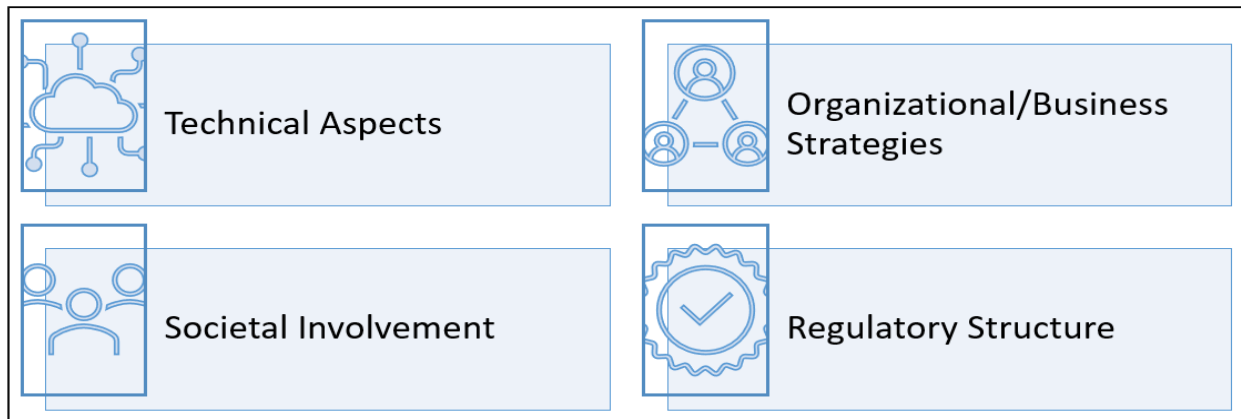 Technical Aspects
Organizational/Business
Strategies
Societal Involvement
Regulatory Structure